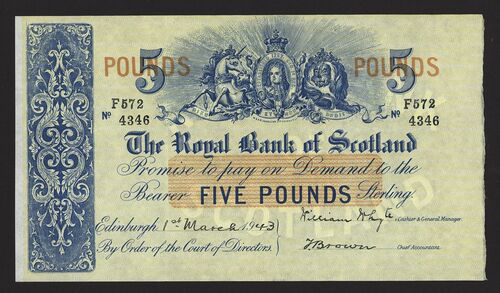 5 POUNDS POUNDS 5
F572 F572
No 4346 No 4346
The Royal Bank of Scotland
Promise to pay on Demand to the
Bearer FIVE POUNDS Sterling.
Edinburgh 1st March 1943 William Whyte Cashier & General Manager.
By Order of the Court of Directors. J Brown Chief Accountant.